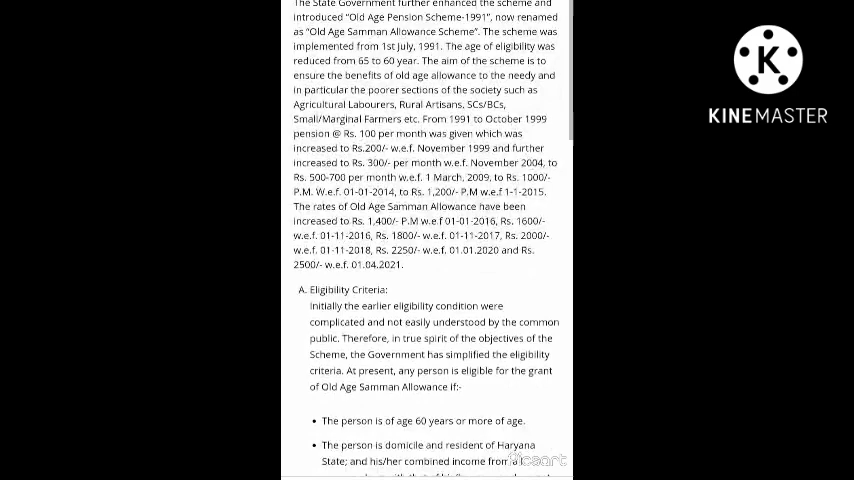 The State Government further enhanced the scheme and
introduced "Old Age Pension Scheme-1991", now renamed
as "Old Age Samman Allowance Scheme". The scheme was
implemented from 1st July, 1991. The age of eligibility was
reduced from 65 to 60 year. The aim of the scheme is to
ensure the benefits of old age allowance to the needy and
in particular the poorer sections of the society such as
Agricultural Labourers, Rural Artisans, SCs/BCs,
Small/Marginal Farmers etc. From 1991 to October 1999
pension @ Rs. 100 per month was given which was
increased to Rs.200/- w.e.f. November 1999 and further
increased to Rs. 300/- per month w.e.f. November 2004, to
Rs. 500-700 per month w.e.f. 1 March, 2009, to Rs. 1000/-
P.M. W.e.f. 01-01-2014, to Rs. 1,200/- P.M w.e.f 1-1-2015.
The rates of Old Age Samman Allowance have been
increased to Rs. 1,400/- P.M w.e.f 01-01-2016, Rs. 1600/-
w.e.f. 01-11-2016, Rs. 1800/- w.e.f. 01-11-2017, Rs. 2000/-
w.e.f. 01-11-2018, Rs. 2250/- w.e.f. 01.01.2020 and Rs.
2500/- w.e.f. 01.04.2021.
A. Eligibility Criteria:
Initially the earlier eligibility condition were
complicated and not easily understood by the common
public. Therefore, in true spirit of the objectives of the
Scheme, the Government has simplified the eligibility
criteria. At present, any person is eligible for the grant
of Old Age Samman Allowance if:-
• The person is of age 60 years or more of age.
• The person is domicile and resident of Haryana
State; and his/her combined income from
K
KINEMASTER
Picsart